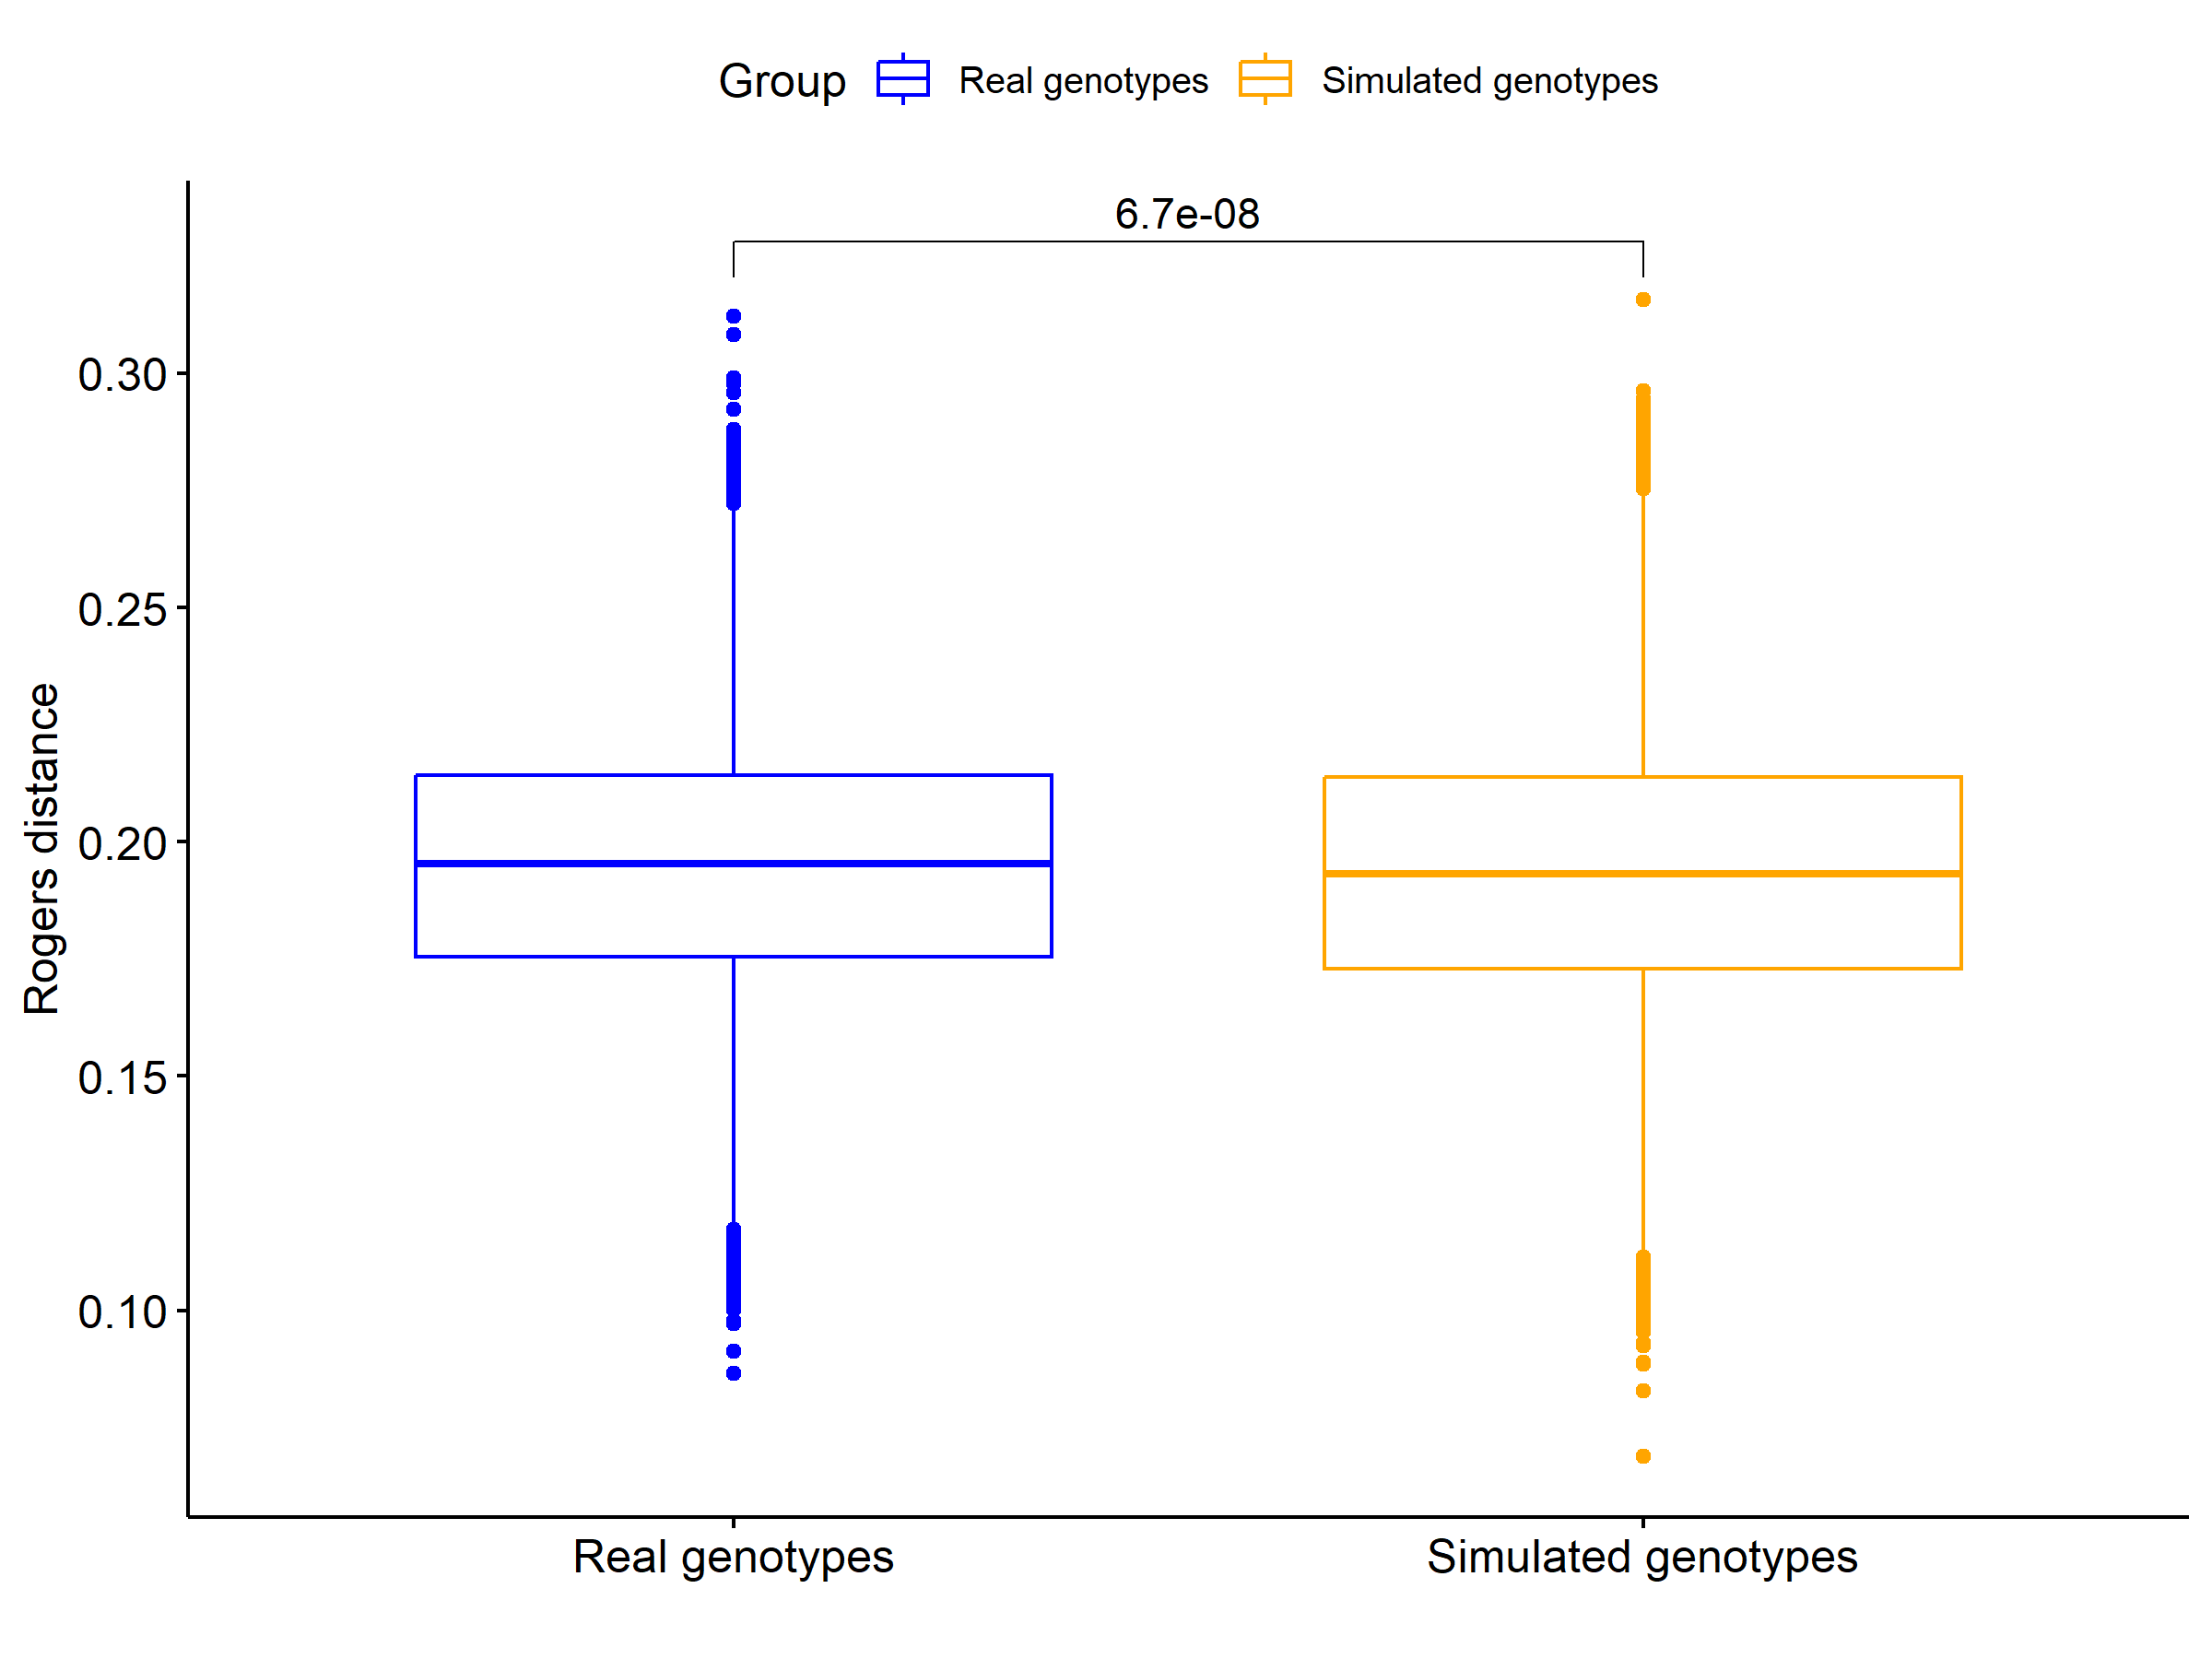 Group Real genotypes Simulated genotypes
6.7e-08
0.30
0.25
0.20
0.15
0.10
Rogers distance
Real genotypes Simulated genotypes